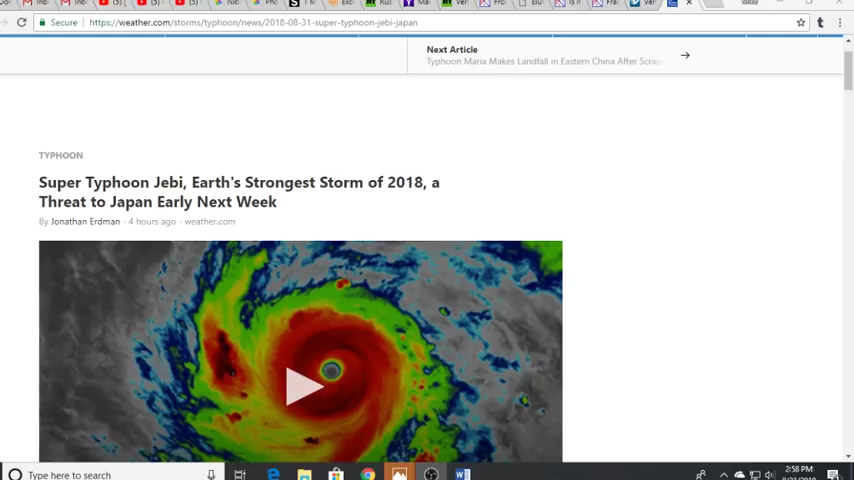 Secure https://weather.com/storms/typhoon/news/2018-08-31-super-typhoon-jebi-japan
Next Article
Typhoon Maria Makes Landfall in Eastern China After Scrap
TYPHOON
Super Typhoon Jebi, Earth's Strongest Storm of 2018, a
Threat to Japan Early Next Week
By Jonathan Erdman · 4 hours ago · weather.com
Type here to search
2:58 PM